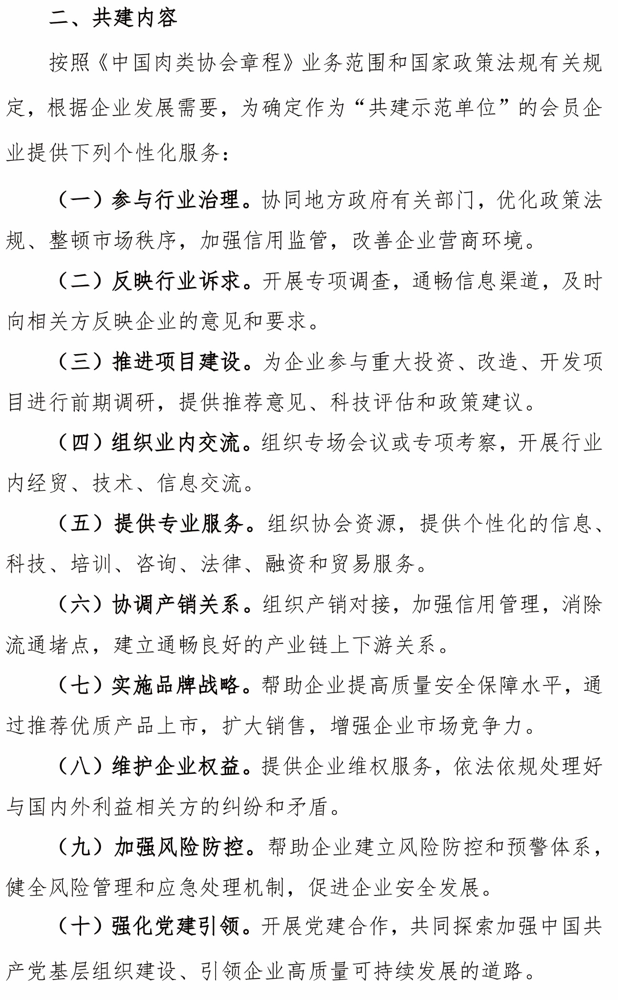 二、共建内容
按照《中国肉类协会章程》业务范围和国家政策法规有关规
定，根据企业发展需要，为确定作为“共建示范单位”的会员企
业提供下列个性化服务：
（一）参与行业治理。协同地方政府有关部门，优化政策法
规、整顿市场秩序，加强信用监管，改善企业营商环境。
（二）反映行业诉求。开展专项调查，通畅信息渠道，及时
向相关方反映企业的意见和要求。
（三）推进项目建设。为企业参与重大投资、改造、开发项
目进行前期调研，提供推荐意见、科技评估和政策建议。
（四）组织业内交流。组织专场会议或专项考察，开展行业
内经贸、技术、信息交流。
（五）提供专业服务。组织协会资源，提供个性化的信息、
科技、培训、咨询、法律、融资和贸易服务。
（六）协调产销关系。组织产销对接，加强信用管理，消除
流通堵点，建立通畅良好的产业链上下游关系。
（七）实施品牌战略。帮助企业提高质量安全保障水平，通
过推荐优质产品上市，扩大销售，增强企业市场竞争力。
（八）维护企业权益。提供企业维权服务，依法依规处理好
与国内外利益相关方的纠纷和矛盾。
（九）加强风险防控。帮助企业建立风险防控和预警体系，
健全风险管理和应急处理机制，促进企业安全发展。
（十）强化党建引领。开展党建合作，共同探索加强中国共
产党基层组织建设、引领企业高质量可持续发展的道路。